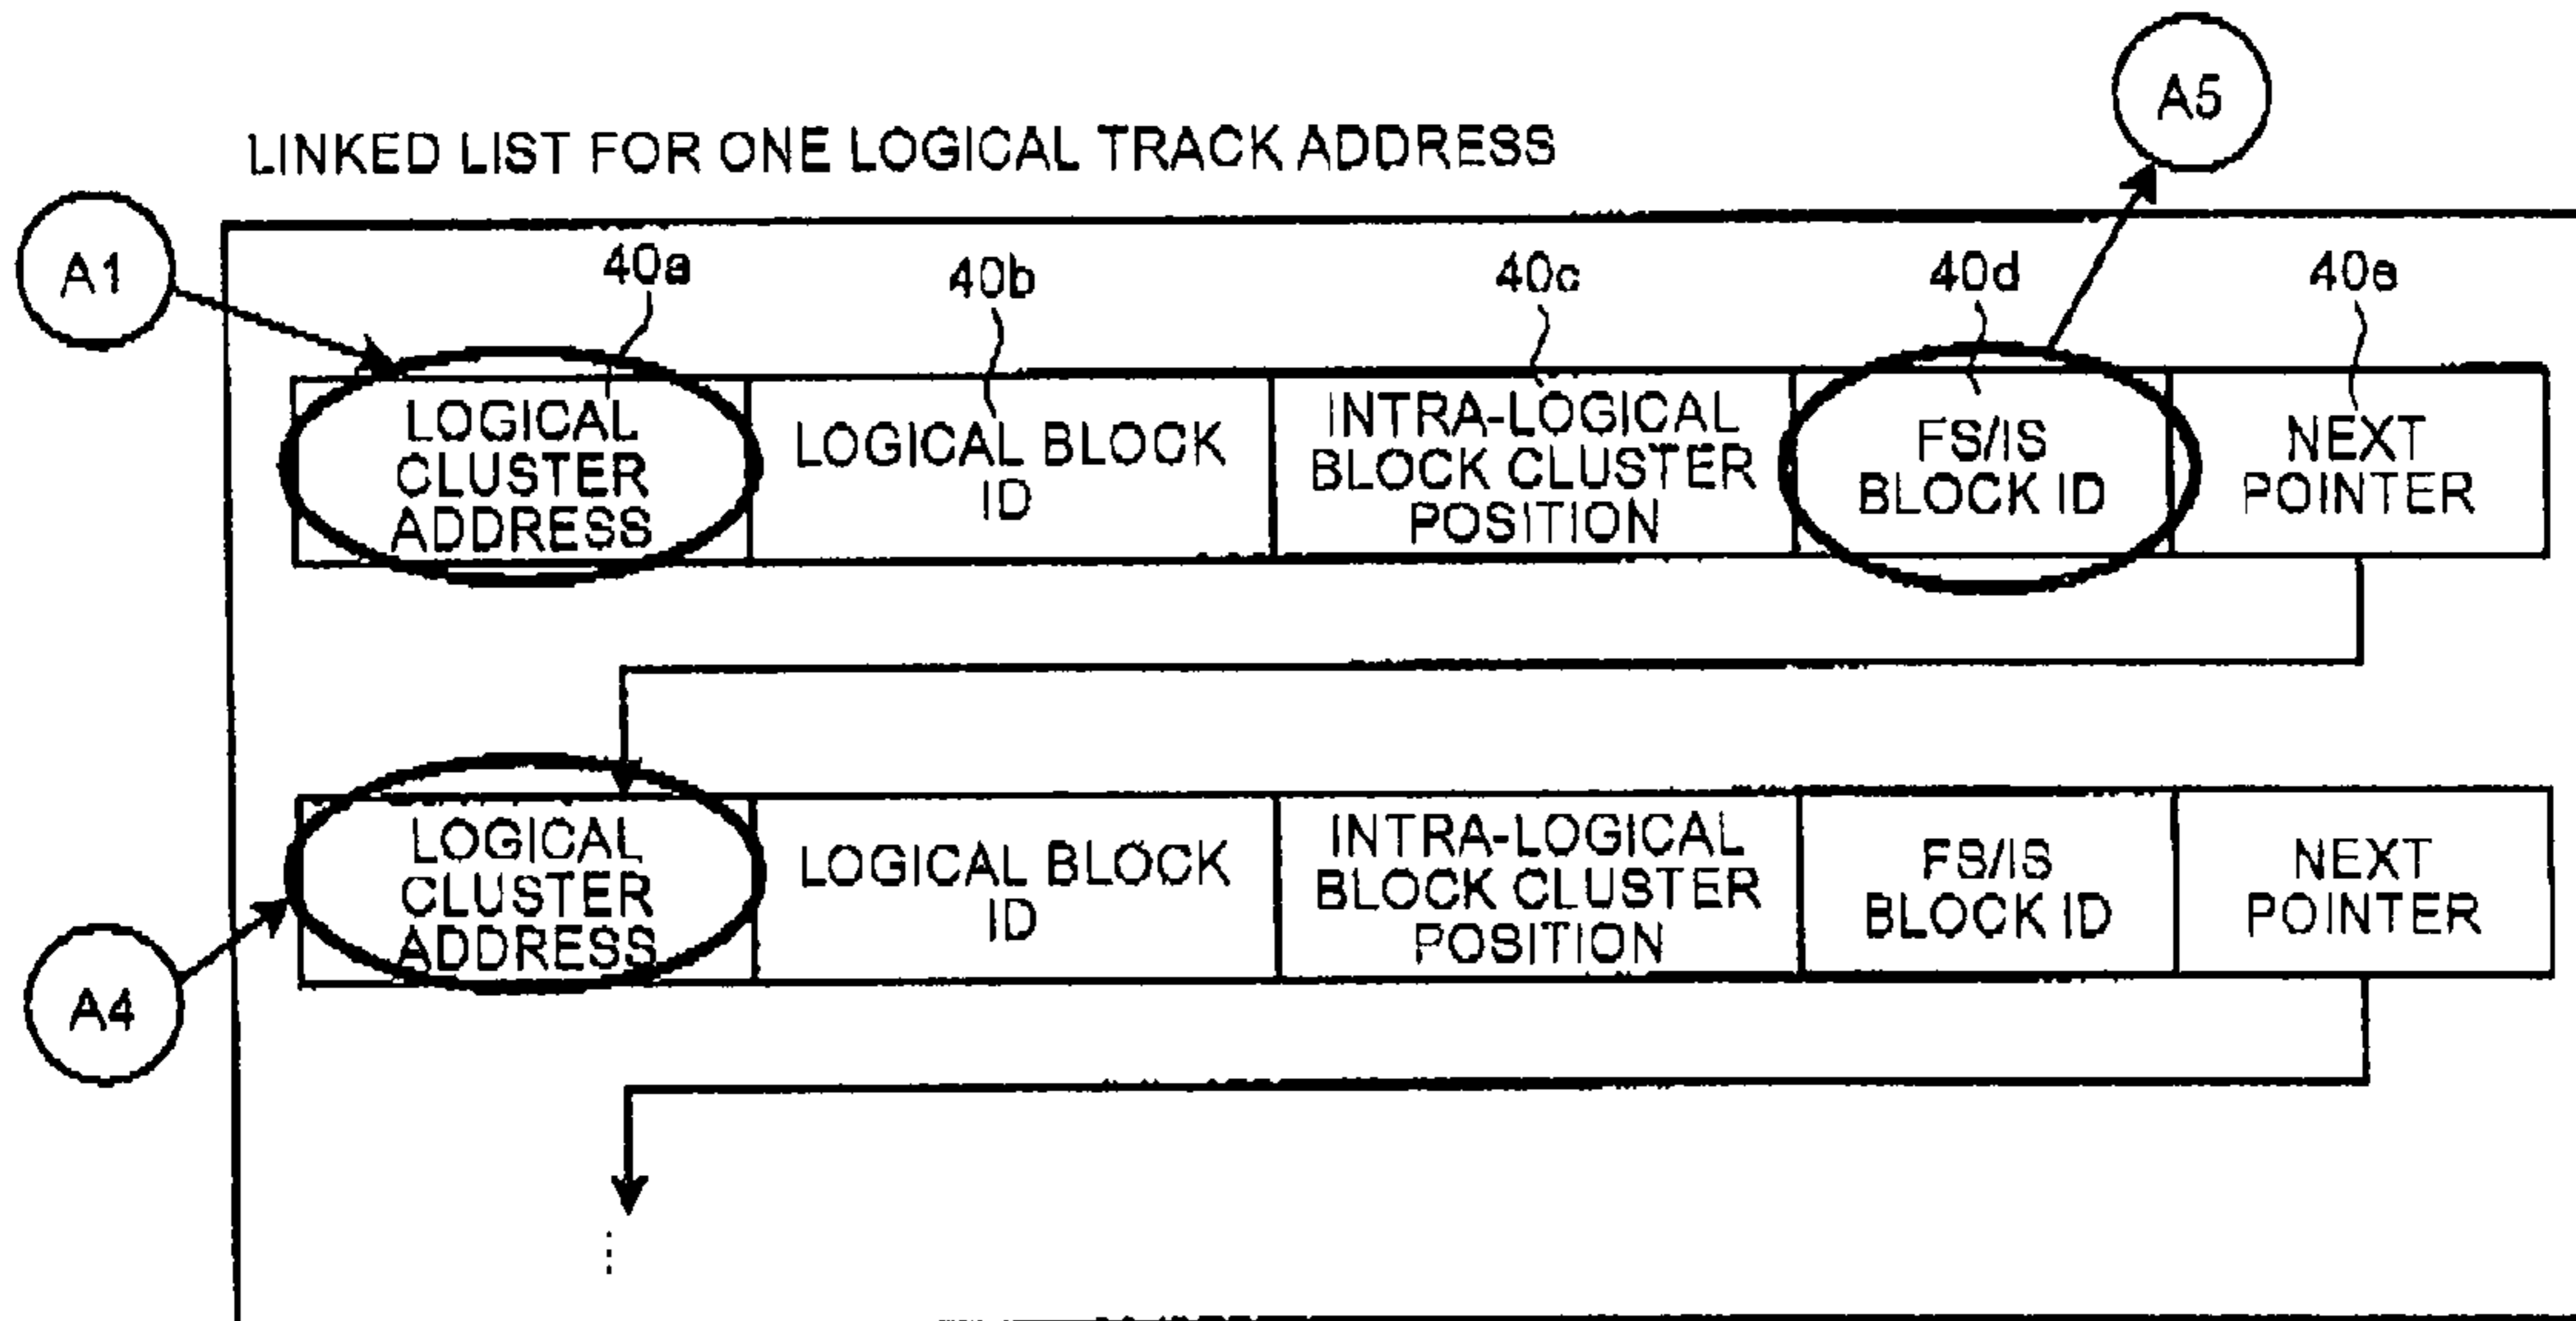 A5
LINKED LIST FOR ONE LOGICAL TRACK ADDRESS
A1
40a 40b 40c 40d 40e
LOGICAL
CLUSTER
ADDRESS
LOGICAL BLOCK
ID
INTRA-LOGICAL
BLOCK CLUSTER
POSITION
FS/IS
BLOCK ID
NEXT
POINTER
LOGICAL
CLUSTER
ADDRESS
LOGICAL BLOCK
ID
INTRA-LOGICAL
BLOCK CLUSTER
POSITION
FS/IS
BLOCK ID
NEXT
POINTER
A4